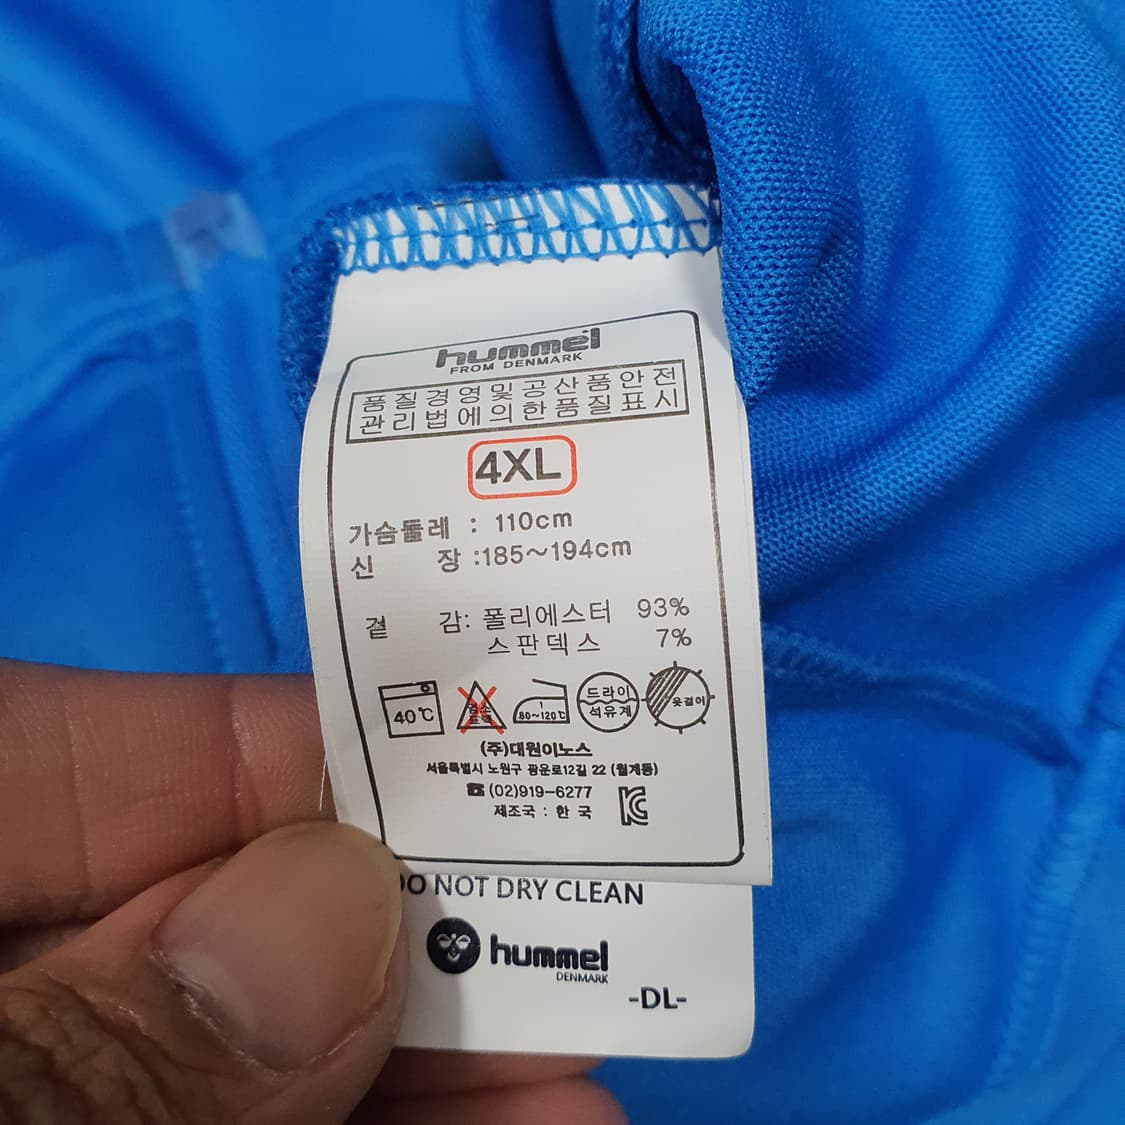 hummel
FROM DENMARK
품질경영및공산품안전
관리법에의한품질표시
4XL
가슴둘레 : 110cm
신 장 :185~194cm
겉 감: 폴리에스터 93%
스판덱스 7%
40℃ 염소표백 80~120℃ 드라이 석유계 옷걸이
(주)대원이노스
서울특별시 노원구 광운로12길 22 (월계동)
☎(02)919-6277
제조국 : 한 국
DO NOT DRY CLEAN
hummel
DENMARK
-DL-